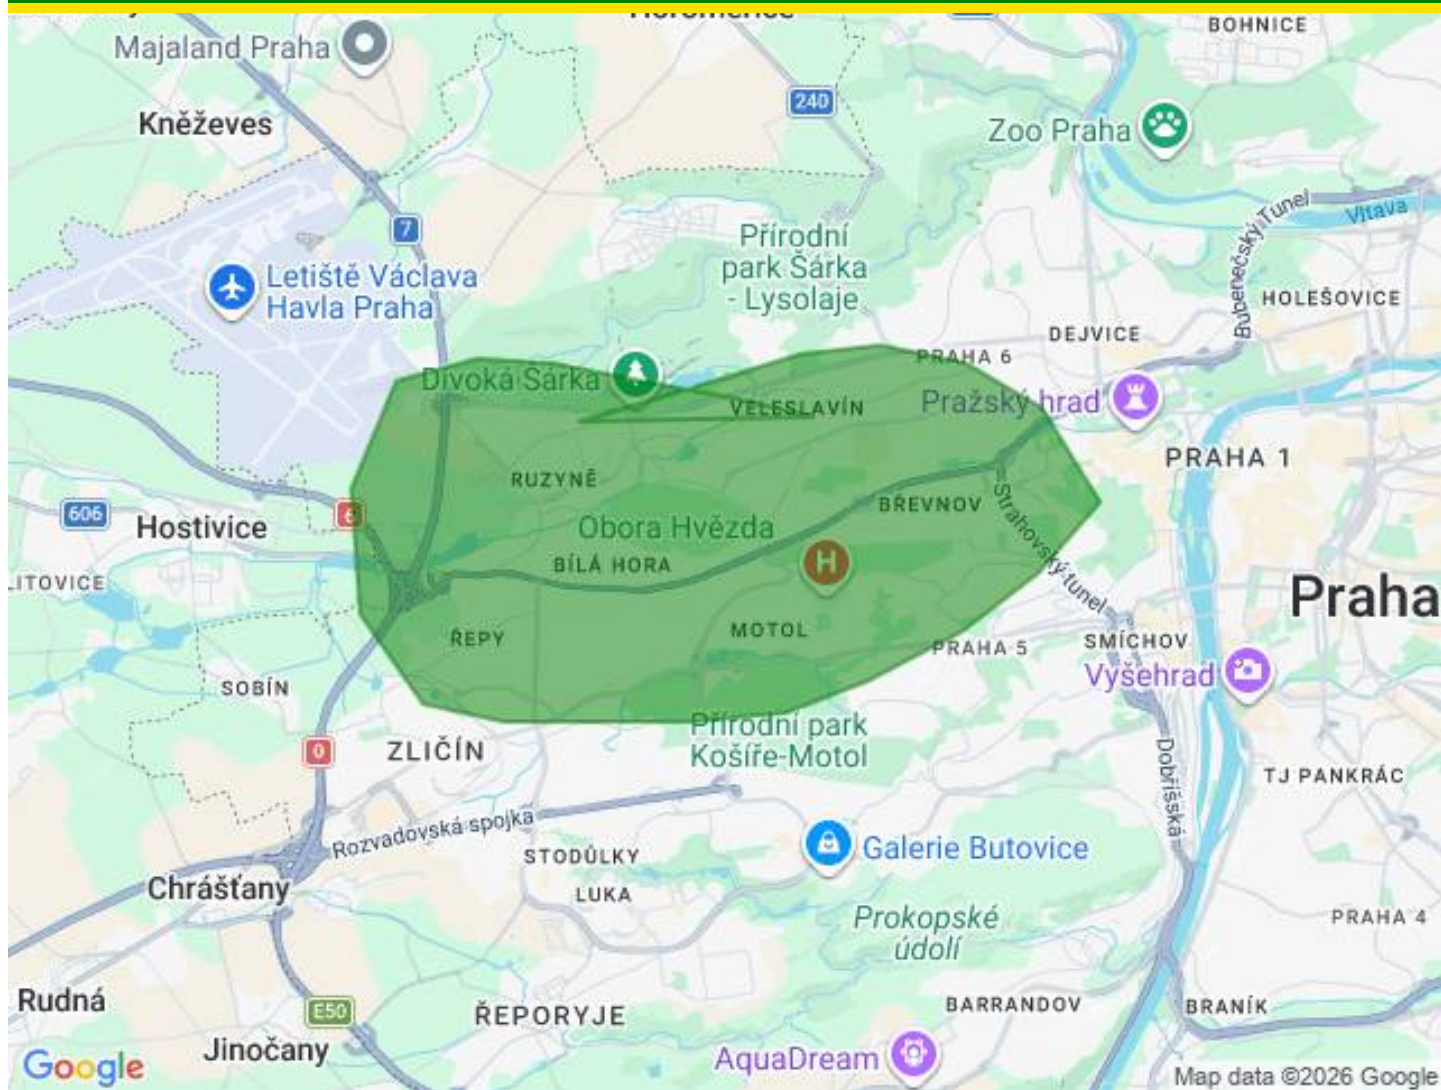 BOHNICE
Majaland Praha
240
Kněževes
Zoo Praha
Bubenečský Tunel
Vltava
7
Přírodní
park Šárka
- Lysolaje
Letiště Václava
Havla Praha
HOLEŠOVICE
DEJVICE
PRAHA 6
Divoká Šárka
VELESLAVÍN
Pražský hrad
PRAHA 1
RUZYNĚ
606
Hostivice
6
BŘEVNOV
Strahovský tunel
Obora Hvězda
H
BÍLÁ HORA
LITOVICE
Praha
ŘEPY
MOTOL
PRAHA 5
SMÍCHOV
Vyšehrad
SOBÍN
Přírodní park
Košíře-Motol
ZLIČÍN
0
Dobříšská
TJ PANKRÁC
Rozvadovská spojka
STODŮLKY
Galerie Butovice
Chrášťany
LUKA
Prokopské
údolí
PRAHA 4
Rudná
E50
ŘEPORYJE
BARRANDOV
BRANÍK
Jinočany
AquaDream
Google
Map data ©2026 Google